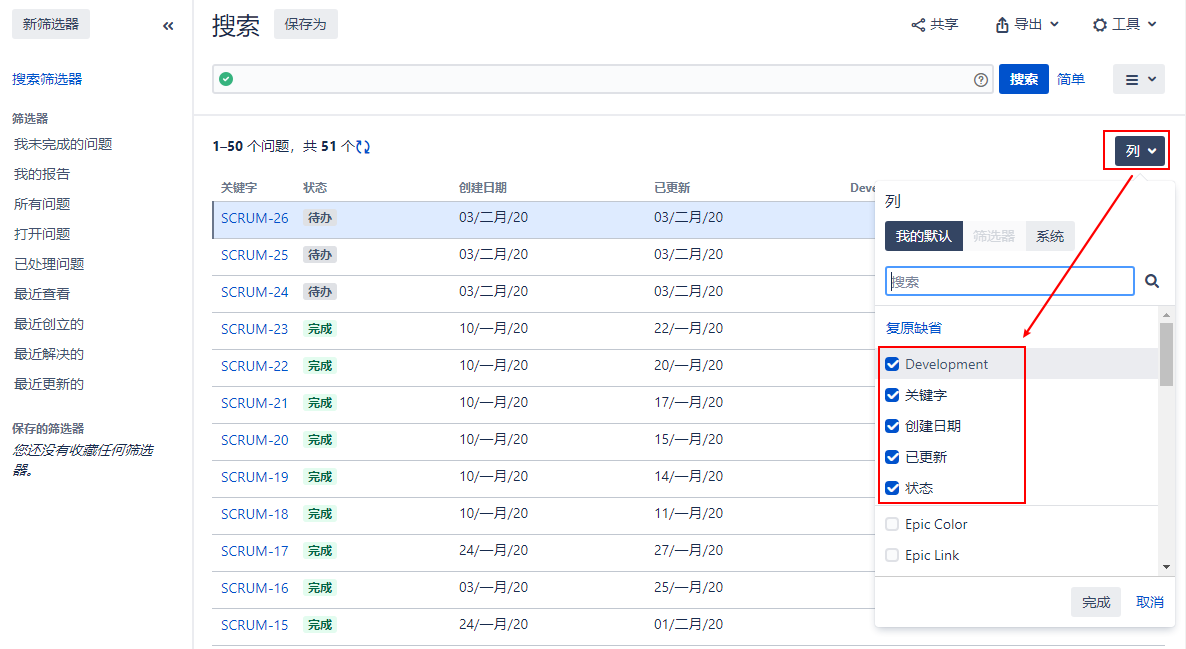 新筛选器
«
搜索筛选器
筛选器
我未完成的问题
我的报告
所有问题
打开问题
已处理问题
最近查看
最近创立的
最近解决的
最近更新的
保存的筛选器
您还没有收藏任何筛选
器。
搜索 保存为 共享 导出 工具
搜索 简单
1–50 个问题，共 51 个
列
关键字 状态 创建日期 已更新 Deve
SCRUM-26 待办 03/二月/20 03/二月/20
SCRUM-25 待办 03/二月/20 03/二月/20
SCRUM-24 待办 03/二月/20 03/二月/20
SCRUM-23 完成 10/一月/20 22/一月/20
SCRUM-22 完成 10/一月/20 20/一月/20
SCRUM-21 完成 10/一月/20 17/一月/20
SCRUM-20 完成 10/一月/20 15/一月/20
SCRUM-19 完成 10/一月/20 14/一月/20
SCRUM-18 完成 10/一月/20 11/一月/20
SCRUM-17 完成 24/一月/20 27/一月/20
SCRUM-16 完成 03/一月/20 25/一月/20
SCRUM-15 完成 24/一月/20 01/二月/20
列
我的默认 筛选器 系统
搜索
复原缺省
Development
关键字
创建日期
已更新
状态
Epic Color
Epic Link
完成 取消